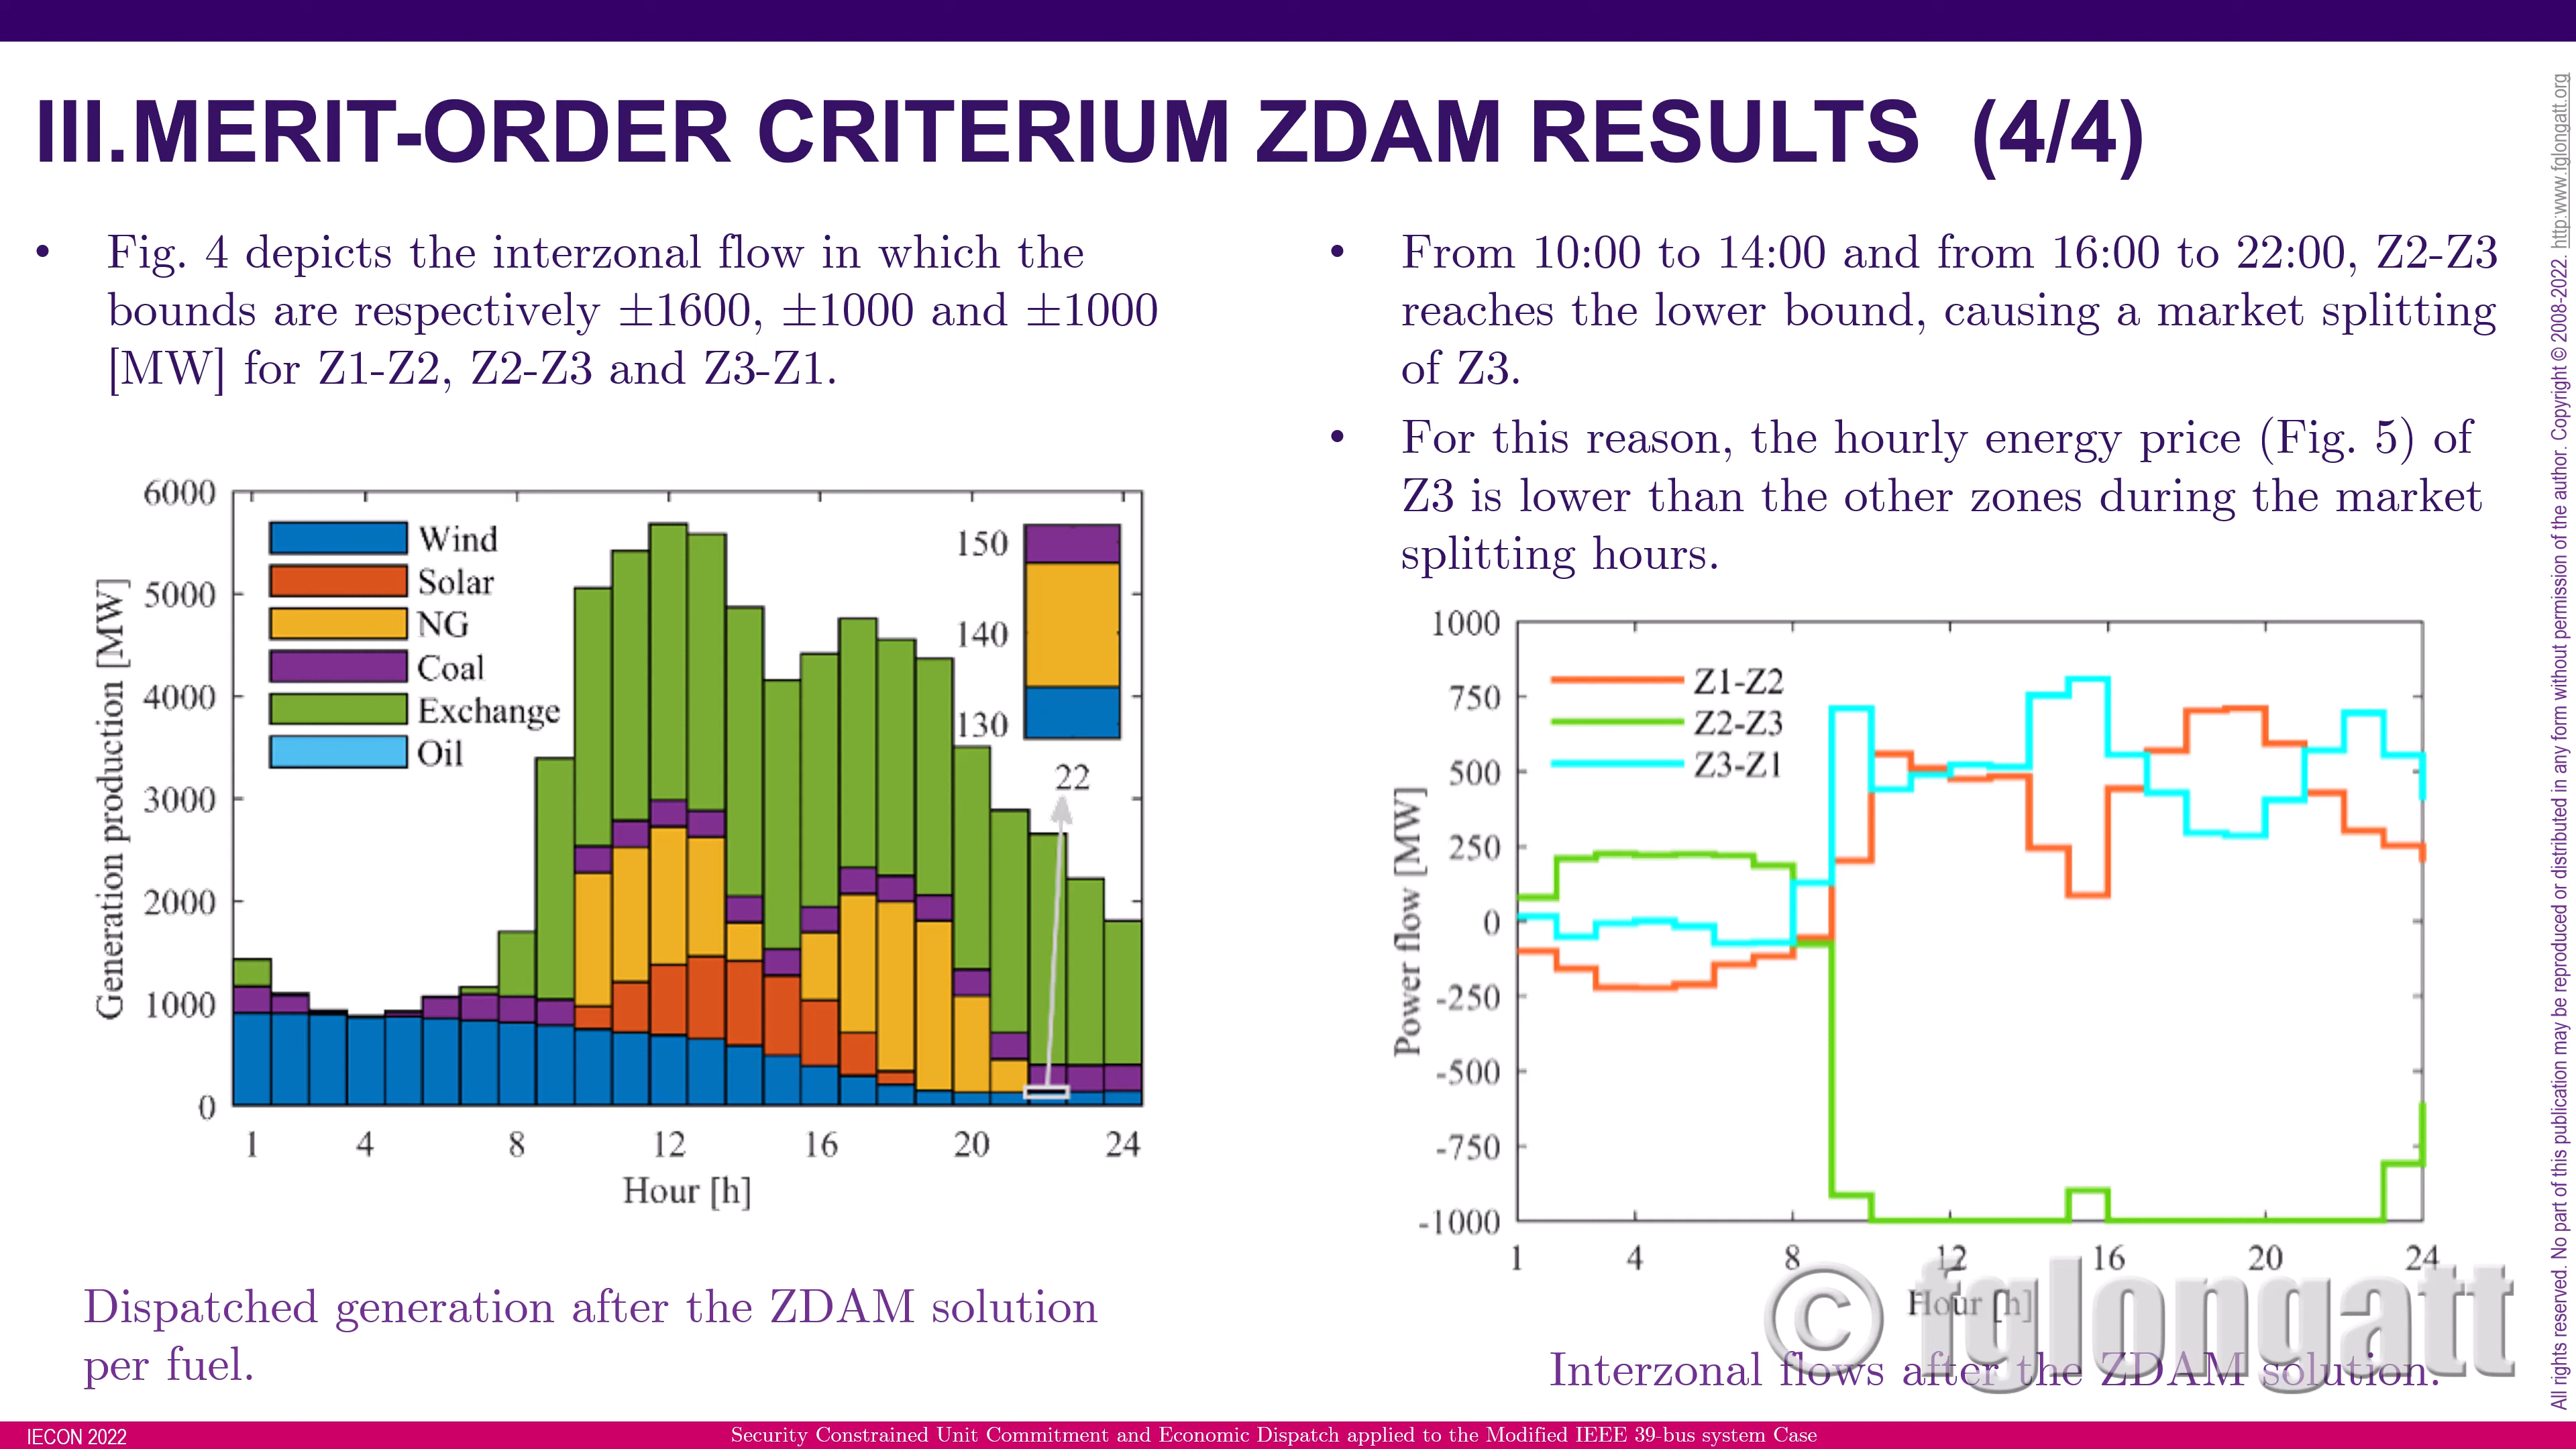 III.MERIT-ORDER CRITERIUM ZDAM RESULTS (4/4)
• Fig. 4 depicts the interzonal flow in which the
bounds are respectively ±1600, ±1000 and ±1000
[MW] for Z1-Z2, Z2-Z3 and Z3-Z1.
6000
5000
4000
3000
2000
1000
0
Generation production [MW]
Wind
Solar
NG
Coal
Exchange
Oil
150
140
130
22
1 4 8 12 16 20 24
Hour [h]
Dispatched generation after the ZDAM solution
per fuel.
• From 10:00 to 14:00 and from 16:00 to 22:00, Z2-Z3
reaches the lower bound, causing a market splitting
of Z3.
• For this reason, the hourly energy price (Fig. 5) of
Z3 is lower than the other zones during the market
splitting hours.
1000
750
500
250
0
-250
-500
-750
-1000
Power flow [MW]
Z1-Z2
Z2-Z3
Z3-Z1
1 4 8 12 16 20 24
Hour [h]
© fglongatt
Interzonal flows after the ZDAM solution.
All rights reserved. No part of this publication may be reproduced or distributed in any form without permission of the author. Copyright © 2008-2022. http:www.fglongatt.org
IECON 2022
Security Constrained Unit Commitment and Economic Dispatch applied to the Modified IEEE 39-bus system Case